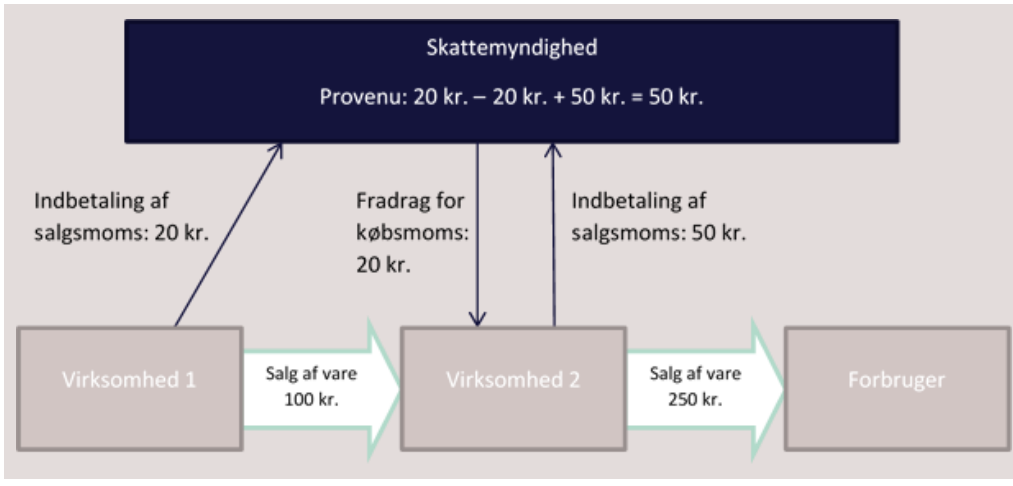 Skattemyndighed
Provenu: 20 kr. – 20 kr. + 50 kr. = 50 kr.
Indbetaling af
salgsmoms: 20 kr.
Fradrag for
købsmoms:
20 kr.
Indbetaling af
salgsmoms: 50 kr.
Virksomhed 1
Salg af vare
100 kr.
Virksomhed 2
Salg af vare
250 kr.
Forbruger